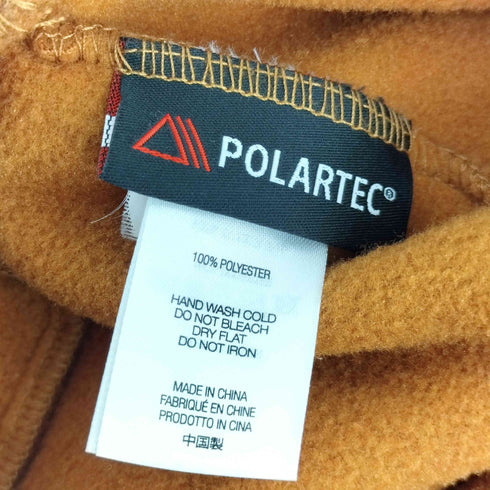 POLARTEC®
100% POLYESTER
HAND WASH COLD
DO NOT BLEACH
DRY FLAT
DO NOT IRON
MADE IN CHINA
FABRIQUÉ EN CHINE
PRODOTTO IN CINA
中国製